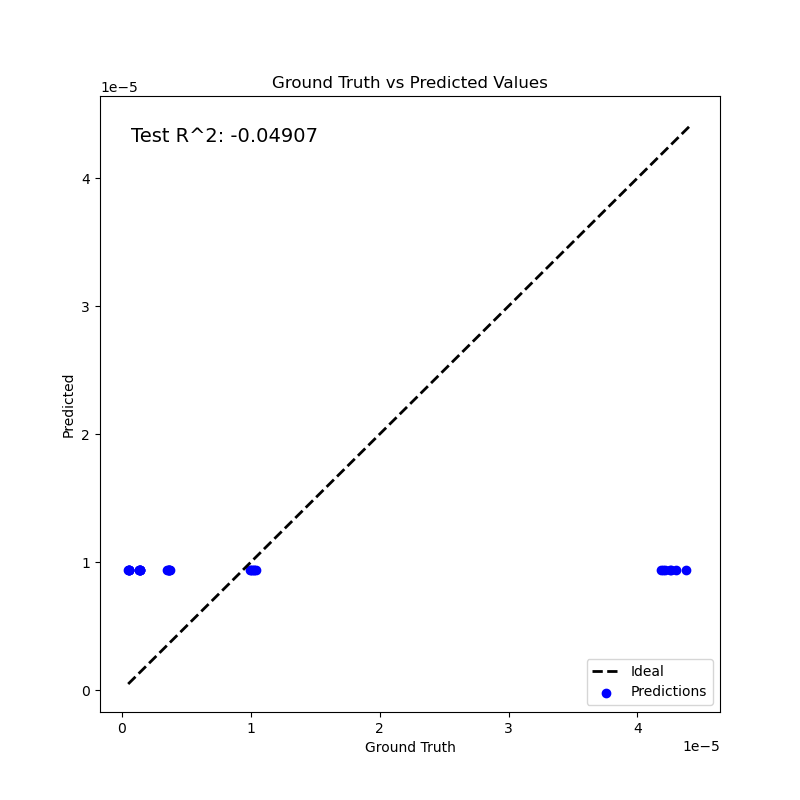 Ground Truth vs Predicted Values
1e−5
Test R^2: -0.04907
4
3
2
1
0
Predicted
Ideal
Predictions
0 1 2 3 4
Ground Truth
1e−5